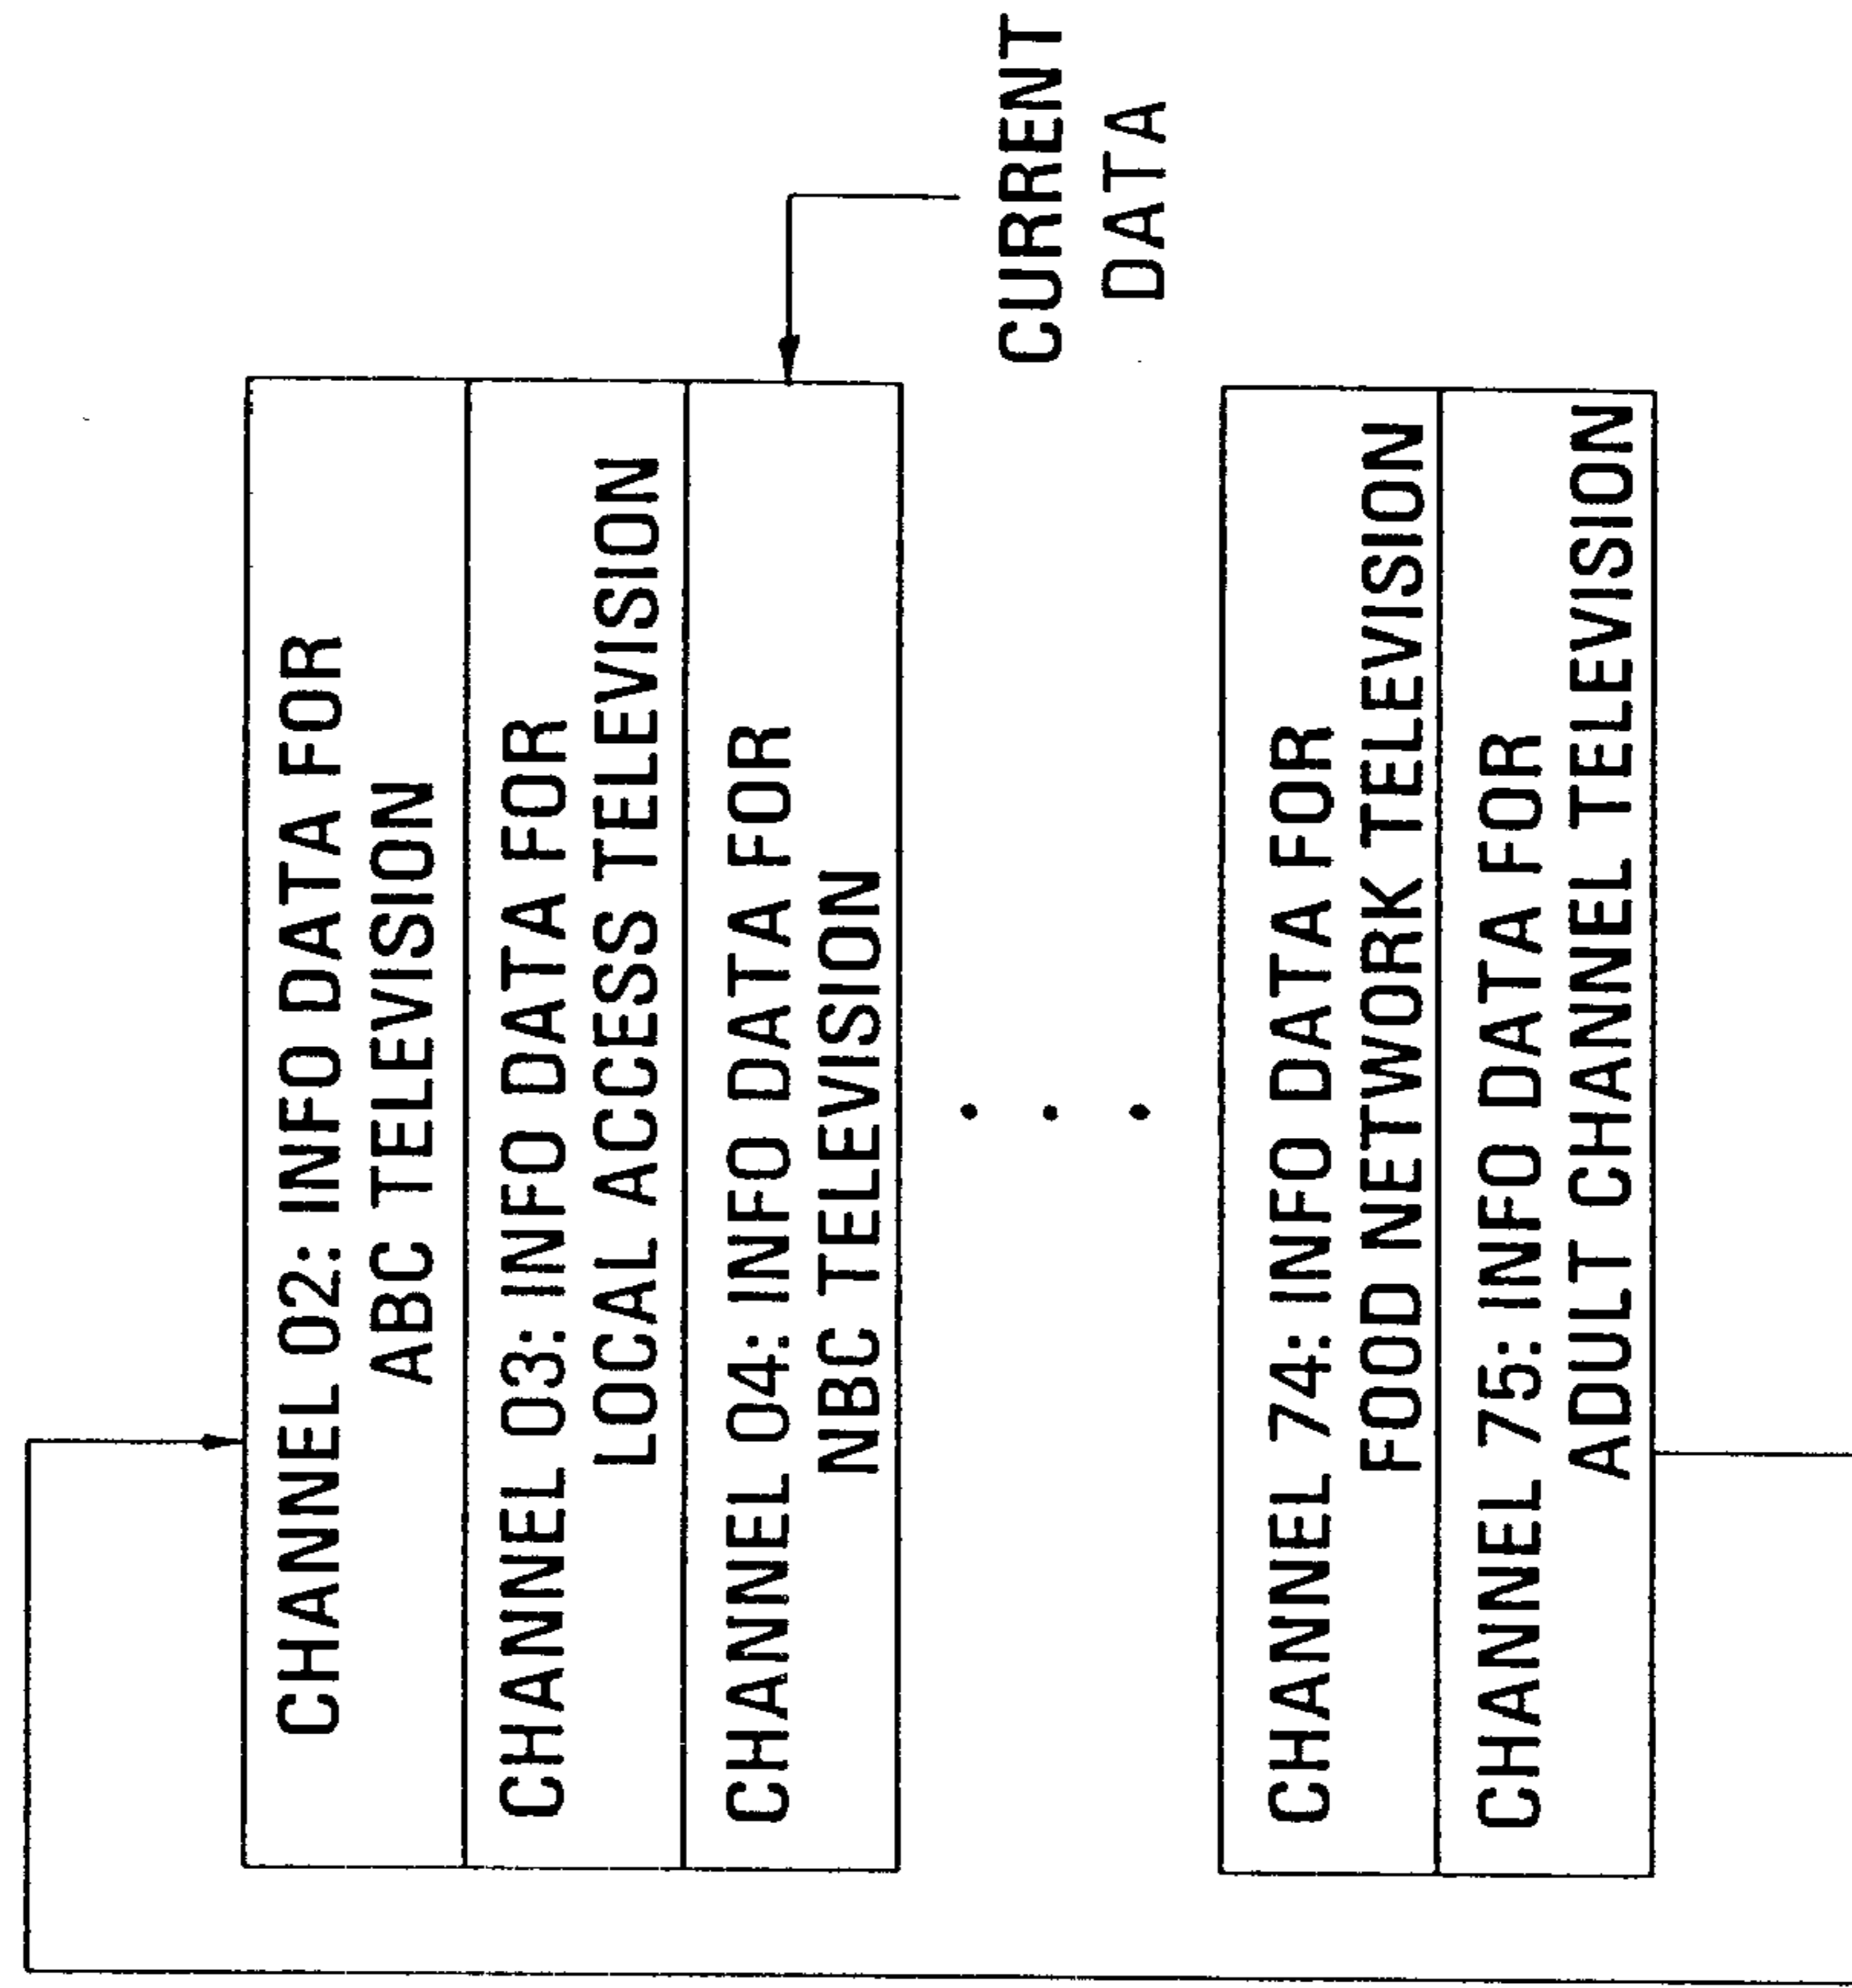 CHANNEL 02: INFO DATA FOR
ABC TELEVISION
CHANNEL 03: INFO DATA FOR
LOCAL ACCESS TELEVISION
CHANNEL 04: INFO DATA FOR
NBC TELEVISION
CURRENT
DATA
CHANNEL 74: INFO DATA FOR
FOOD NETWORK TELEVISION
CHANNEL 75: INFO DATA FOR
ADULT CHANNEL TELEVISION